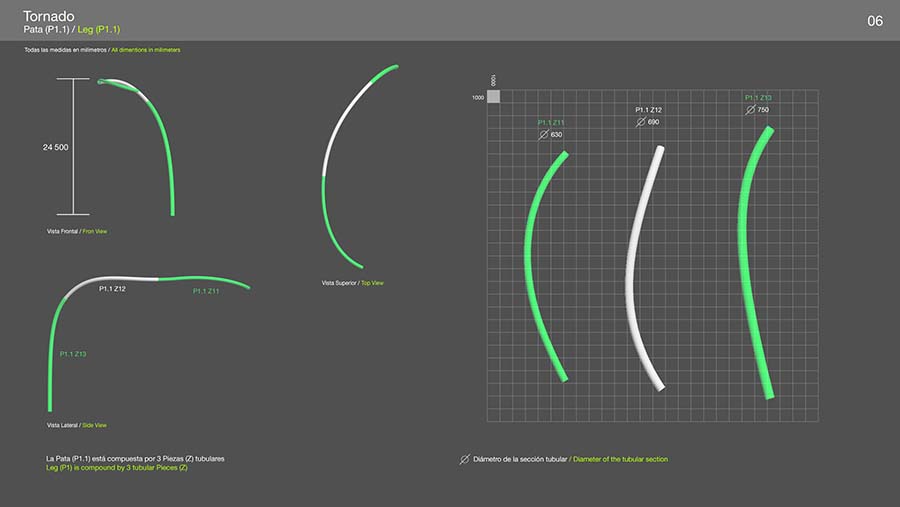 Tornado
Pata (P1.1) / Leg (P1.1)
06
Todas las medidas en milímetros / All dimentions in milimeters
24 500
Vista Frontal / Fron View
Vista Superior / Top View
P1.1 Z12
P1.1 Z11
P1.1 Z13
Vista Lateral / Side View
1000
1000
P1.1 Z11
630
P1.1 Z12
690
P1.1 Z13
750
La Pata (P1.1) está compuesta por 3 Piezas (Z) tubulares
Leg (P1) is compound by 3 tubular Pieces (Z)
Diámetro de la sección tubular / Diameter of the tubular section